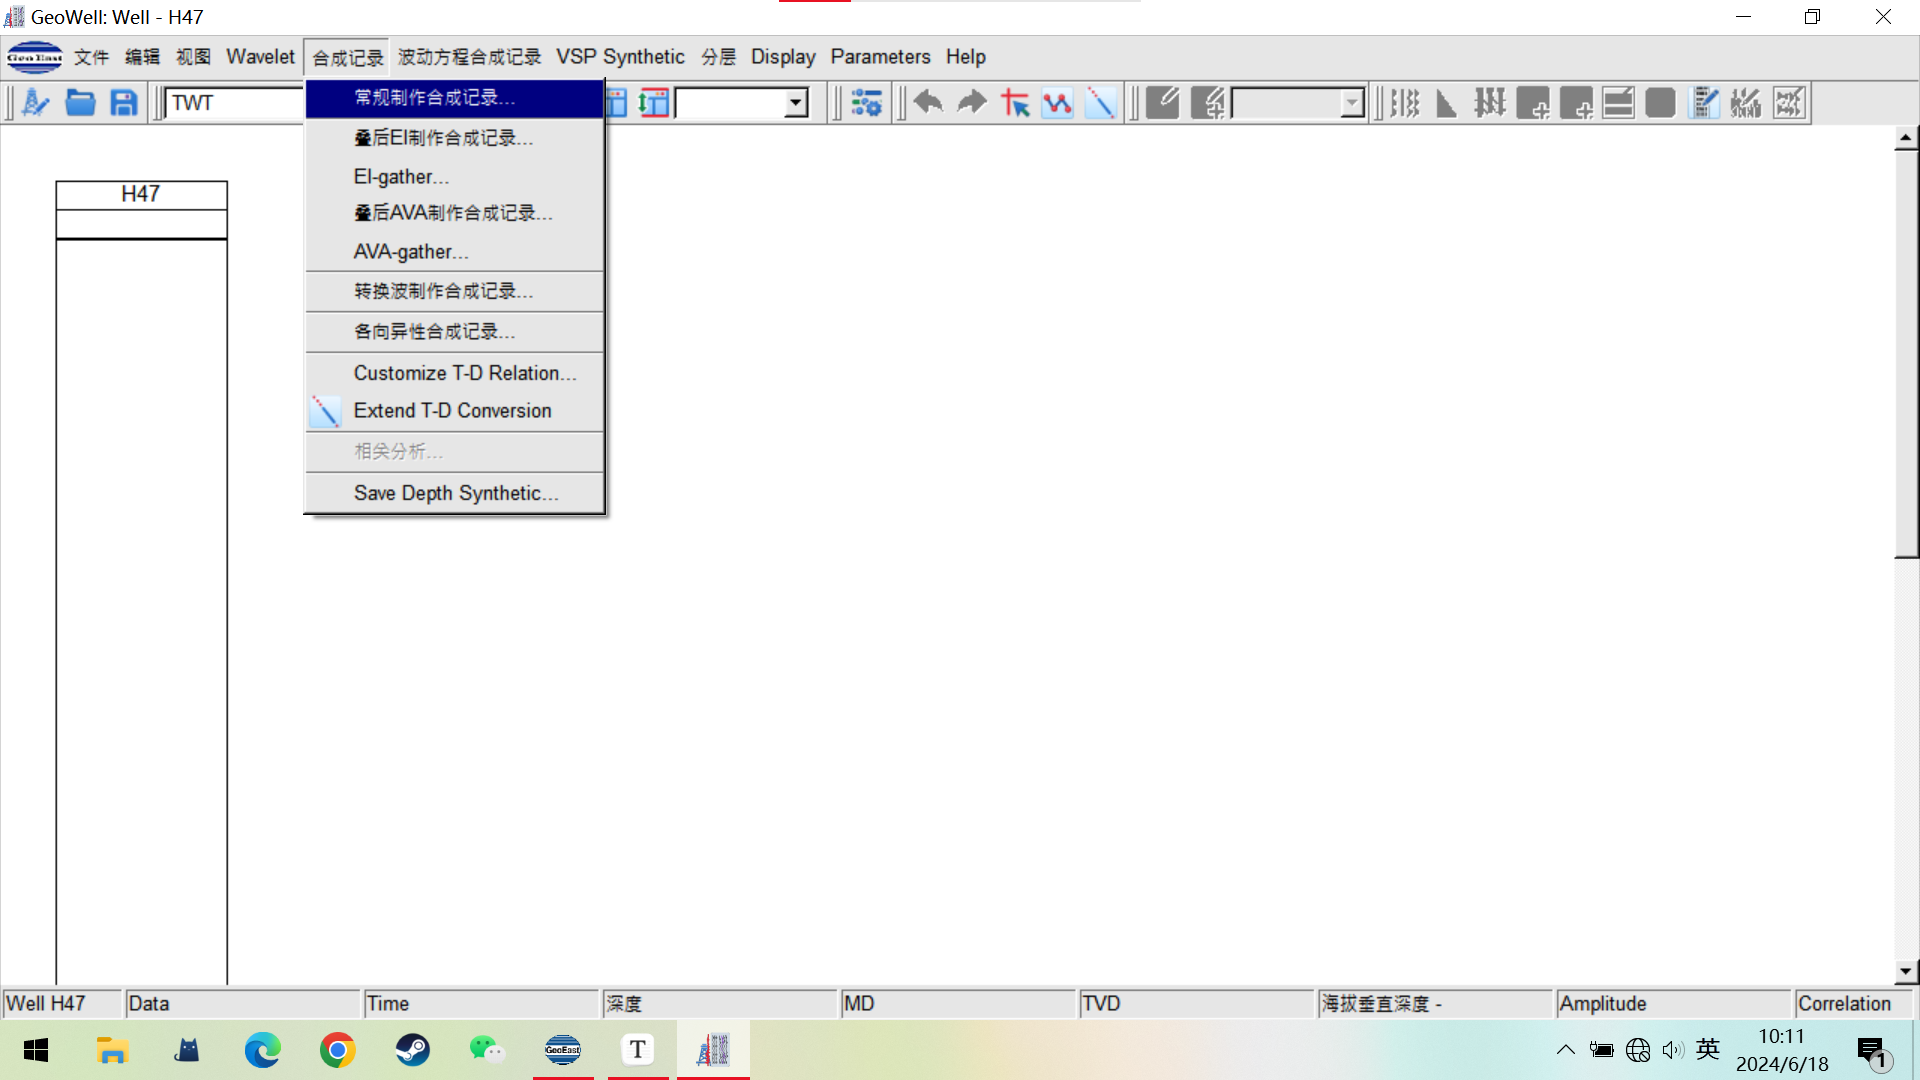 GeoWell: Well - H47
GeoEast 文件 编辑 视图 Wavelet 合成记录 波动方程合成记录 VSP Synthetic 分层 Display Parameters Help
TWT
常规制作合成记录...
叠后EI制作合成记录...
EI-gather...
叠后AVA制作合成记录...
AVA-gather...
转换波制作合成记录...
各向异性合成记录...
Customize T-D Relation...
Extend T-D Conversion
相关分析...
Save Depth Synthetic...
H47
Well H47 Data Time 深度 MD TVD 海拔垂直深度 - Amplitude Correlation
GeoEast T 英 10:11 1
2024/6/18